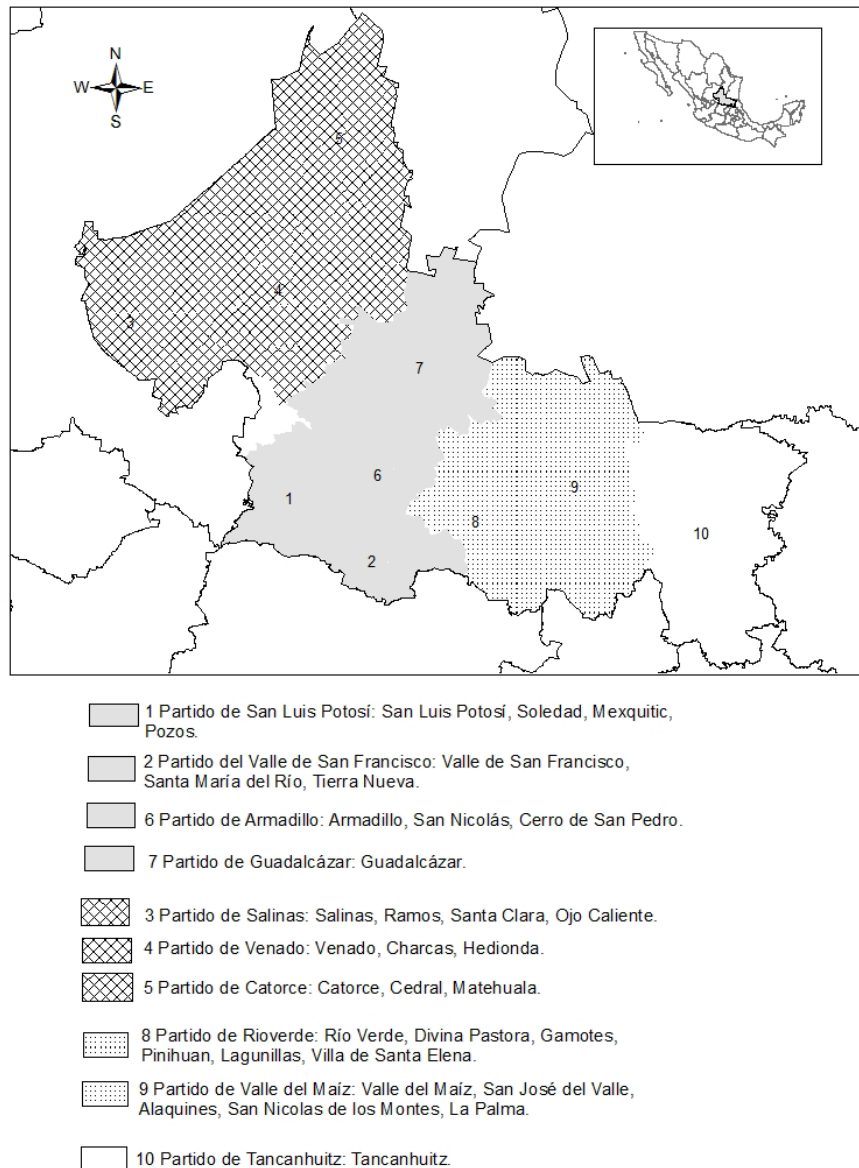 N
W E
S
5
4
3
7
6
1
9
8
10
2
1 Partido de San Luis Potosí: San Luis Potosí, Soledad, Mexquitic,
Pozos.
2 Partido del Valle de San Francisco: Valle de San Francisco,
Santa María del Río, Tierra Nueva.
6 Partido de Armadillo: Armadillo, San Nicolás, Cerro de San Pedro.
7 Partido de Guadalcázar: Guadalcázar.
3 Partido de Salinas: Salinas, Ramos, Santa Clara, Ojo Caliente.
4 Partido de Venado: Venado, Charcas, Hedionda.
5 Partido de Catorce: Catorce, Cedral, Matehuala.
8 Partido de Rioverde: Río Verde, Divina Pastora, Gamotes,
Pinihuan, Lagunillas, Villa de Santa Elena.
9 Partido de Valle del Maíz: Valle del Maíz, San José del Valle,
Alaquines, San Nicolas de los Montes, La Palma.
10 Partido de Tancanhuitz: Tancanhuitz.